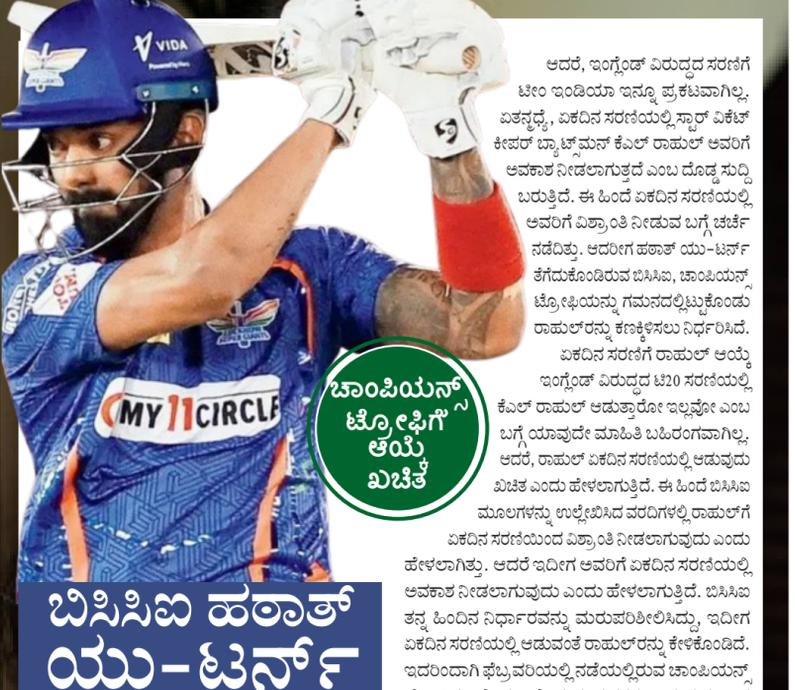 VIDA
Powered by Hero
SUPER GIANTS
MY11CIRCLE
ಚಾಂಪಿಯನ್ಸ್
ಟ್ರೋಫಿಗೆ
ಆಯ್ಕೆ
ಖಚಿತ
ಬಿಸಿಸಿಐ ಹಠಾತ್
ಯು-ಟರ್ನ್
ಆದರೆ, ಇಂಗ್ಲೆಂಡ್ ವಿರುದ್ಧದ ಸರಣಿಗೆ
ಟೀಂ ಇಂಡಿಯಾ ಇನ್ನೂ ಪ್ರಕಟವಾಗಿಲ್ಲ.
ಏತನ್ಮಧ್ಯೆ, ಏಕದಿನ ಸರಣಿಯಲ್ಲಿ ಸ್ಟಾರ್ ವಿಕೆಟ್
ಕೀಪರ್ ಬ್ಯಾಟ್ಸ್‌ಮನ್ ಕೆಎಲ್ ರಾಹುಲ್ ಅವರಿಗೆ
ಅವಕಾಶ ನೀಡಲಾಗುತ್ತದೆ ಎಂಬ ದೊಡ್ಡ ಸುದ್ದಿ
ಬರುತ್ತಿದೆ. ಈ ಹಿಂದೆ ಏಕದಿನ ಸರಣಿಯಲ್ಲಿ
ಅವರಿಗೆ ವಿಶ್ರಾಂತಿ ನೀಡುವ ಬಗ್ಗೆ ಚರ್ಚೆ
ನಡೆದಿತ್ತು. ಆದರೀಗ ಹಠಾತ್ ಯು-ಟರ್ನ್
ತೆಗೆದುಕೊಂಡಿರುವ ಬಿಸಿಸಿಐ, ಚಾಂಪಿಯನ್ಸ್
ಟ್ರೋಫಿಯನ್ನು ಗಮನದಲ್ಲಿಟ್ಟುಕೊಂಡು
ರಾಹುಲ್‌ರನ್ನು ಕಣಕ್ಕಿಳಿಸಲು ನಿರ್ಧರಿಸಿದೆ.
ಏಕದಿನ ಸರಣಿಗೆ ರಾಹುಲ್ ಆಯ್ಕೆ
ಇಂಗ್ಲೆಂಡ್ ವಿರುದ್ಧದ ಟಿ20 ಸರಣಿಯಲ್ಲಿ
ಕೆಎಲ್ ರಾಹುಲ್ ಆಡುತ್ತಾರೋ ಇಲ್ಲವೋ ಎಂಬ
ಬಗ್ಗೆ ಯಾವುದೇ ಮಾಹಿತಿ ಬಹಿರಂಗವಾಗಿಲ್ಲ.
ಆದರೆ, ರಾಹುಲ್ ಏಕದಿನ ಸರಣಿಯಲ್ಲಿ ಆಡುವುದು
ಖಚಿತ ಎಂದು ಹೇಳಲಾಗುತ್ತಿದೆ. ಈ ಹಿಂದೆ ಬಿಸಿಸಿಐ
ಮೂಲಗಳನ್ನು ಉಲ್ಲೇಖಿಸಿದ ವರದಿಗಳಲ್ಲಿ ರಾಹುಲ್‌ಗೆ
ಏಕದಿನ ಸರಣಿಯಿಂದ ವಿಶ್ರಾಂತಿ ನೀಡಲಾಗುವುದು ಎಂದು
ಹೇಳಲಾಗಿತ್ತು. ಆದರೆ ಇದೀಗ ಅವರಿಗೆ ಏಕದಿನ ಸರಣಿಯಲ್ಲಿ
ಅವಕಾಶ ನೀಡಲಾಗುವುದು ಎಂದು ಹೇಳಲಾಗುತ್ತಿದೆ. ಬಿಸಿಸಿಐ
ತನ್ನ ಹಿಂದಿನ ನಿರ್ಧಾರವನ್ನು ಮರುಪರಿಶೀಲಿಸಿದ್ದು, ಇದೀಗ
ಏಕದಿನ ಸರಣಿಯಲ್ಲಿ ಆಡುವಂತೆ ರಾಹುಲ್‌ರನ್ನು ಕೇಳಿಕೊಂಡಿದೆ.
ಇದರಿಂದಾಗಿ ಫೆಬ್ರವರಿಯಲ್ಲಿ ನಡೆಯಲ್ಲಿರುವ ಚಾಂಪಿಯನ್ಸ್